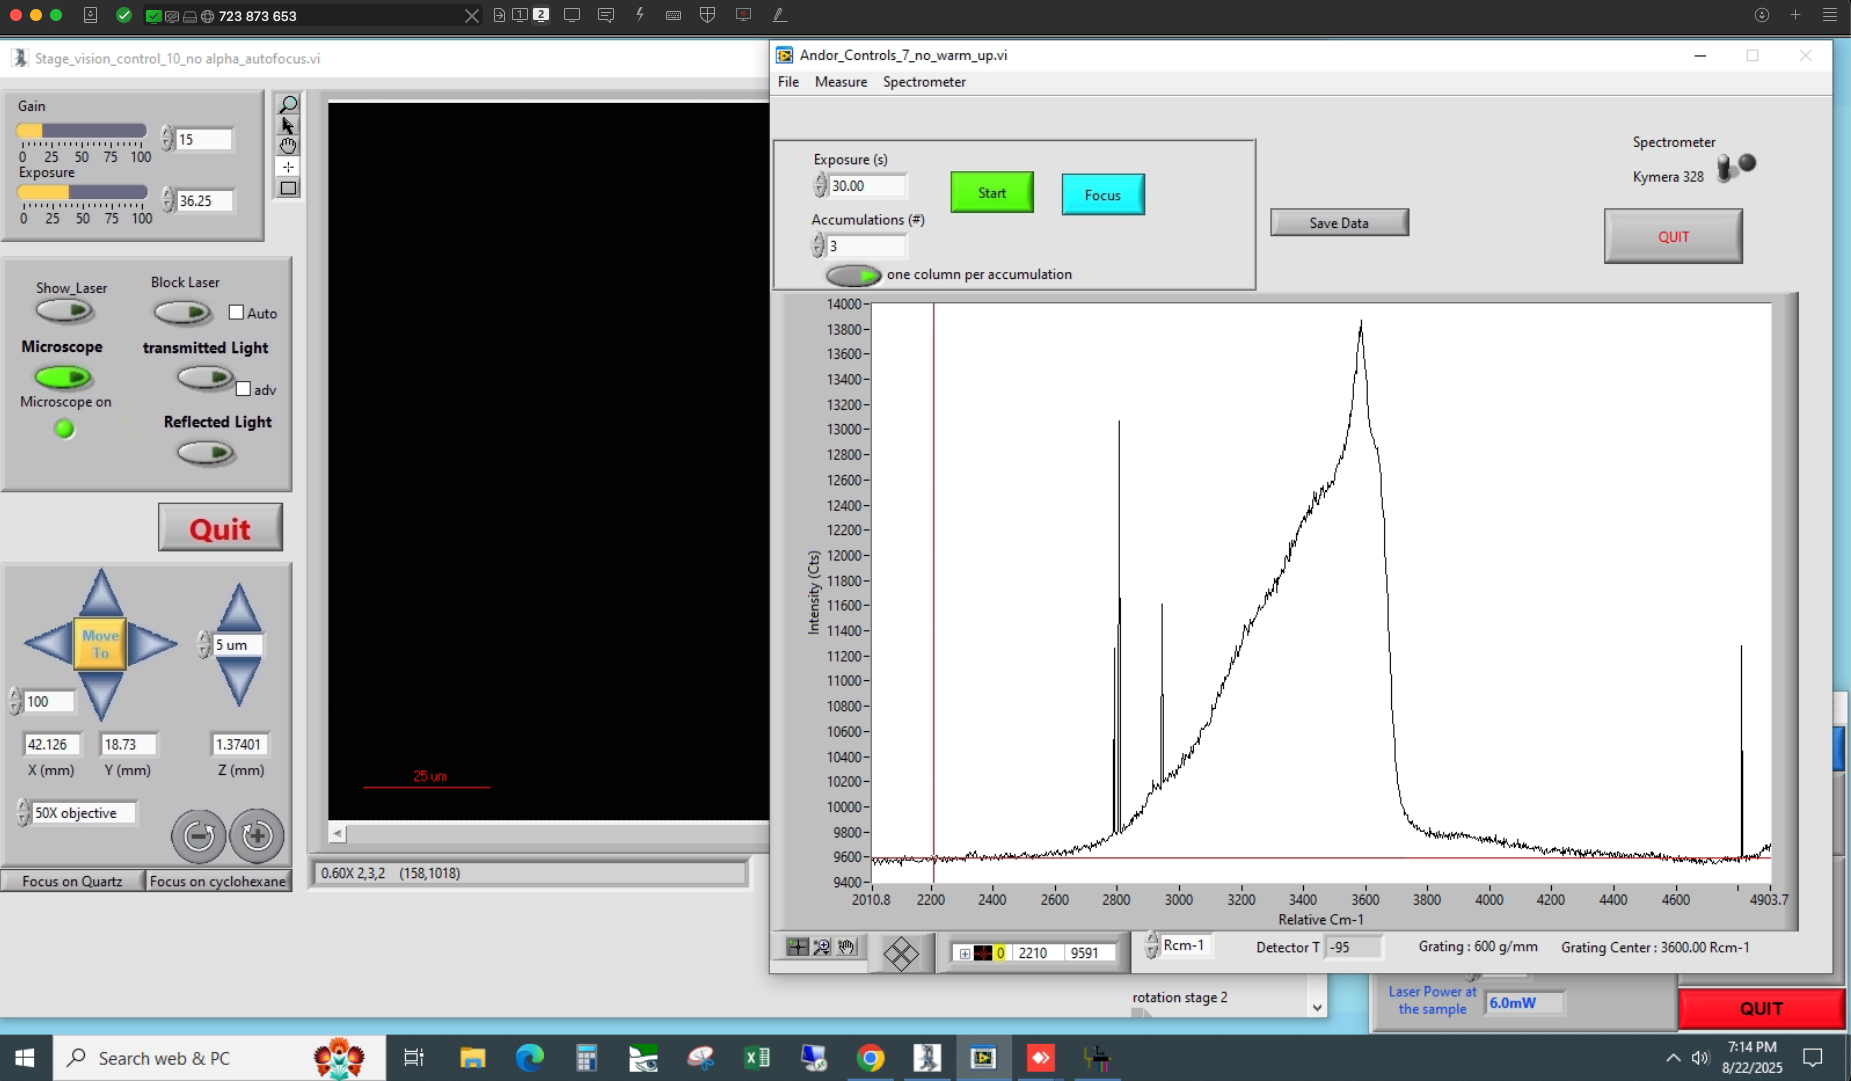 723 873 653
1
2
Stage_vision_control_10_no alpha_autofocus.vi
Gain
15
0 25 50 75 100
Exposure
36.25
0 25 50 75 100
Show_Laser
Block Laser
Auto
Microscope
transmitted Light
adv
Microscope on
Reflected Light
Quit
Move
To
5 um
100
42.126
18.73
1.37401
X (mm)
Y (mm)
Z (mm)
50X objective
Focus on Quartz
Focus on cyclohexane
25 um
0.60X 2,3,2 (158,1018)
Andor_Controls_7_no_warm_up.vi
File Measure Spectrometer
Exposure (s)
30.00
Start
Focus
Accumulations (#)
3
one column per accumulation
Save Data
Spectrometer
Kymera 328
QUIT
14000
13800
13600
13400
13200
13000
12800
12600
12400
12200
12000
11800
11600
11400
11200
11000
10800
10600
10400
10200
10000
9800
9600
9400
Intensity (Cts)
2010.8 2200 2400 2600 2800 3000 3200 3400 3600 3800 4000 4200 4400 4600 4903.7
Relative Cm-1
0 2210 9591
Rcm-1
Detector T -95
Grating : 600 g/mm
Grating Center : 3600.00 Rcm-1
rotation stage 2
Laser Power at
the sample
6.0mW
QUIT
Search web & PC
7:14 PM
8/22/2025